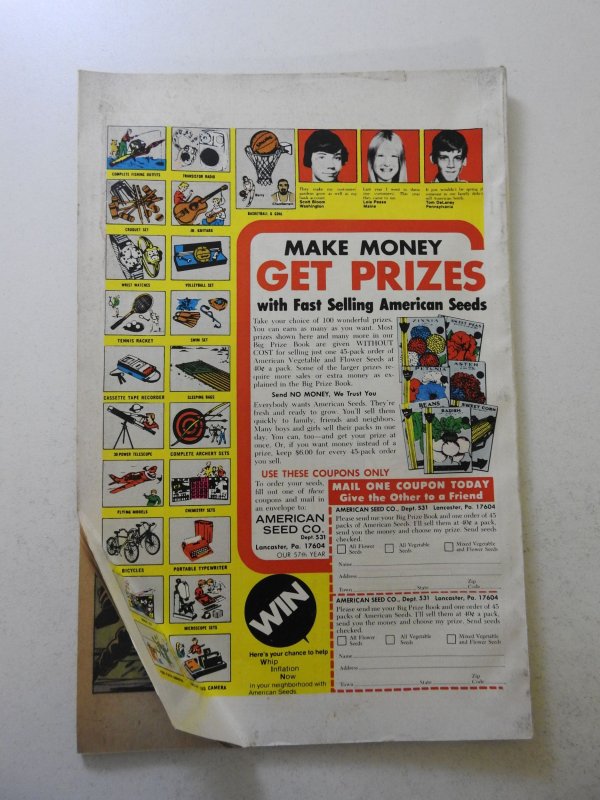 COMPLETE FISHING OUTFITS
TRANSISTOR RADIO
BASKETBALL & GOAL
CROQUET SET
JR. GUITARS
WRIST WATCHES
VOLLEYBALL SET
TENNIS RACKET
SWIM SET
CASSETTE TAPE RECORDER
SLEEPING BAGS
30 POWER TELESCOPE
COMPLETE ARCHERY SETS
FLYING MODELS
CHEMISTRY SETS
BICYCLES
PORTABLE TYPEWRITER
MICROSCOPE SETS
CAMERA
Scott Bloom
Washington
Lois Pease
Maine
Tom DeLaney
Pennsylvania
MAKE MONEY
GET PRIZES
with Fast Selling American Seeds
Take your choice of 100 wonderful prizes.
You can earn as many as you want. Most
prizes shown here and many more in our
Big Prize Book are given WITHOUT
COST for selling just one 45-pack order of
American Vegetable and Flower Seeds at
40¢ a pack. Some of the larger prizes re-
quire more sales or extra money as ex-
plained in the Big Prize Book.
Send NO MONEY, We Trust You
Everybody wants American Seeds. They're
fresh and ready to grow. You'll sell them
quickly to family, friends and neighbors.
Many boys and girls sell their packs in one
day. You can, too—and get your prize at
once. Or, if you want money instead of a
prize, keep $6.00 for every 45-pack order
you sell.
ZINNIA
SWEET PEAS
PETUNIA
ASTER
BEANS
RADISH
SWEET CORN
USE THESE COUPONS ONLY
To order your seeds,
fill out one of these
coupons and mail in
an envelope to:
AMERICAN
SEED CO.
Dept 531
Lancaster, Pa. 17604
OUR 57th YEAR
MAIL ONE COUPON TODAY
Give the Other to a Friend
AMERICAN SEED CO., Dept. 531 Lancaster, Pa. 17604
Please send me your Big Prize Book and one order of 45
packs of American Seeds. I'll sell them at 40¢ a pack,
send you the money and choose my prize. Send seeds
checked.
All Flower Seeds
All Vegetable Seeds
Mixed Vegetable and Flower Seeds
Name
Address
Town State Zip Code
AMERICAN SEED CO., Dept. 531 Lancaster, Pa. 17604
Please send me your Big Prize Book and one order of 45
packs of American Seeds. I'll sell them at 40¢ a pack,
send you the money and choose my prize. Send seeds
checked.
All Flower Seeds
All Vegetable Seeds
Mixed Vegetable and Flower Seeds
Name
Address
Town State Zip Code
WIN
Here's your chance to help
Whip
Inflation
Now
in your neighborhood with
American Seeds.